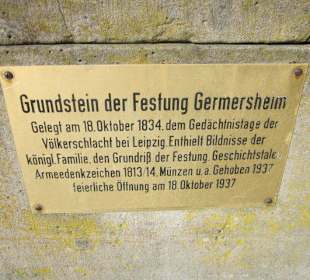 Grundstein der Festung Germersheim
Gelegt am 18. Oktober 1834, dem Gedächtnistage der
Völkerschlacht bei Leipzig. Enthielt Bildnisse der
königl. Familie, den Grundriß der Festung, Geschichtstaler,
Armeedenkzeichen 1813/14, Münzen u.a. Gehoben 1937
feierliche Öffnung am 18 Oktober 1937